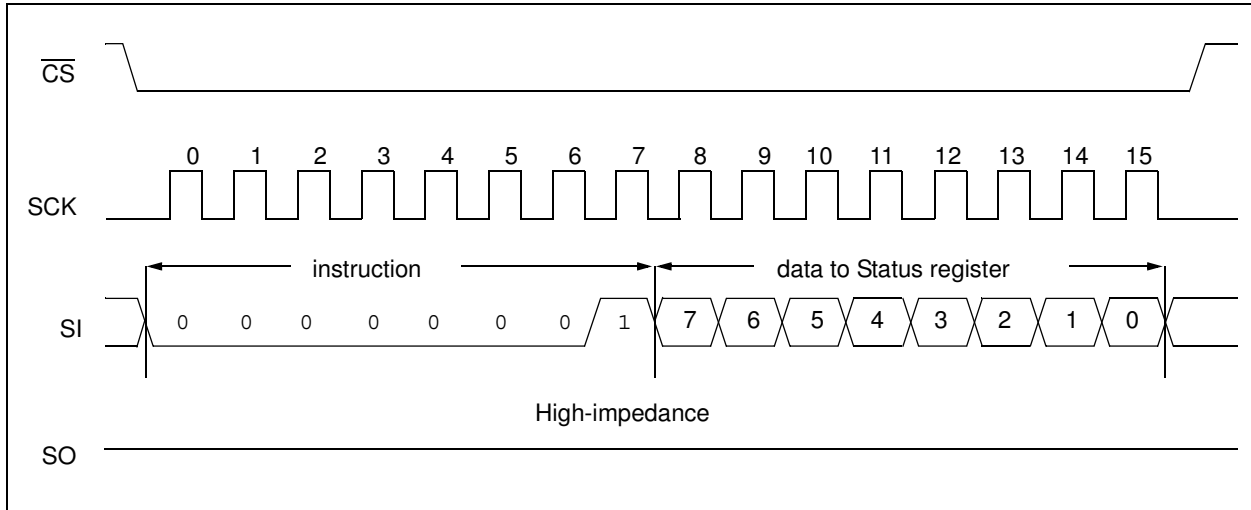 CS
0 1 2 3 4 5 6 7 8 9 10 11 12 13 14 15
SCK
instruction data to Status register
SI 0 0 0 0 0 0 0 1 7 6 5 4 3 2 1 0
High-impedance
SO